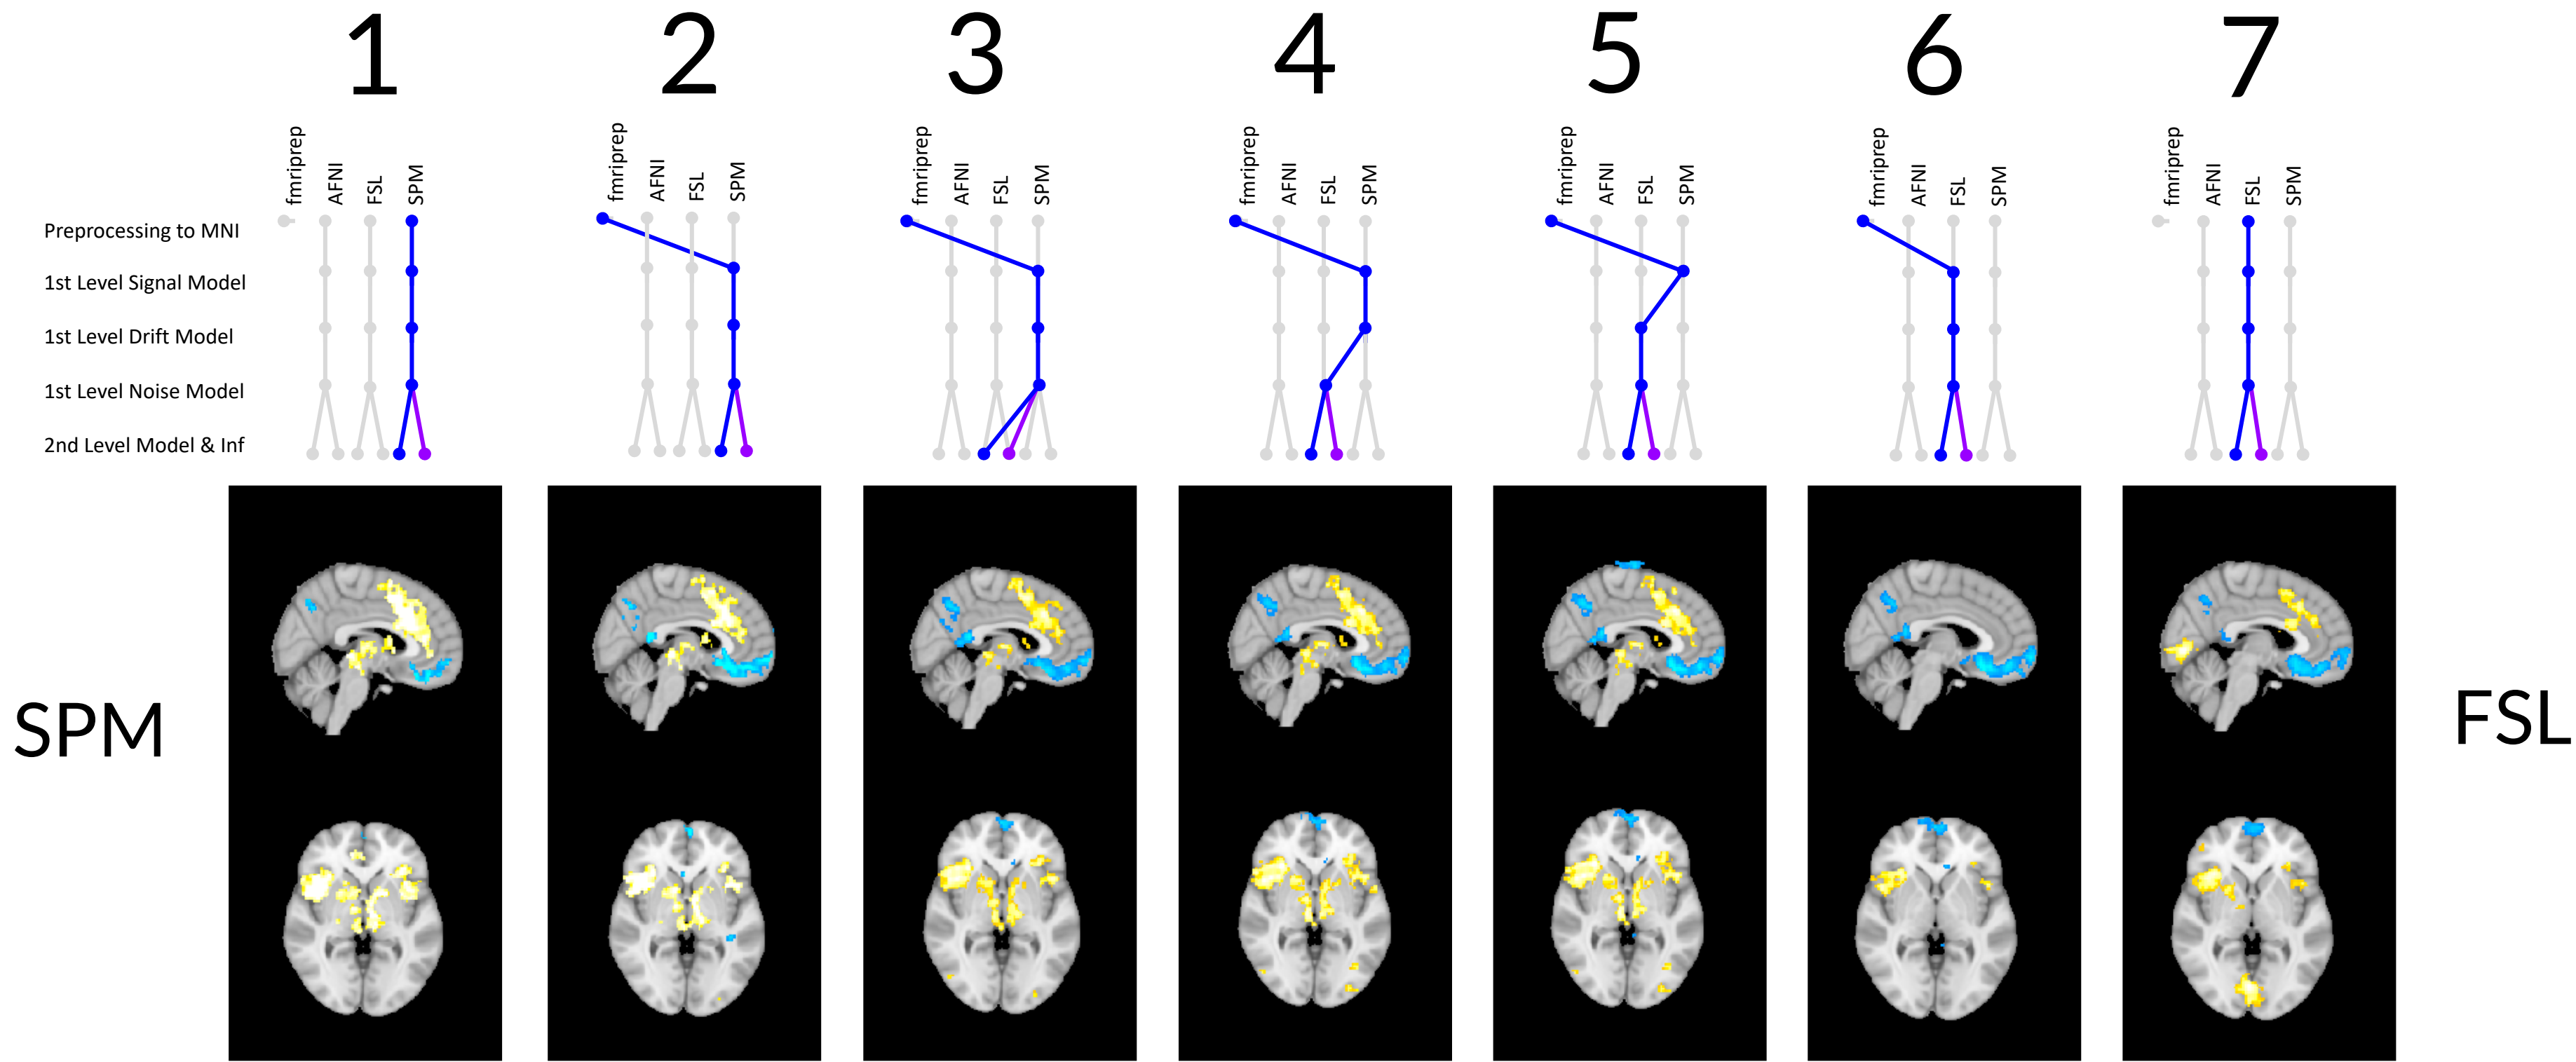 1 2 3 4 5 6 7
fmriprep AFNI FSL SPM fmriprep AFNI FSL SPM fmriprep AFNI FSL SPM fmriprep AFNI FSL SPM fmriprep AFNI FSL SPM fmriprep AFNI FSL SPM fmriprep AFNI FSL SPM
Preprocessing to MNI
1st Level Signal Model
1st Level Drift Model
1st Level Noise Model
2nd Level Model & Inf
SPM
FSL